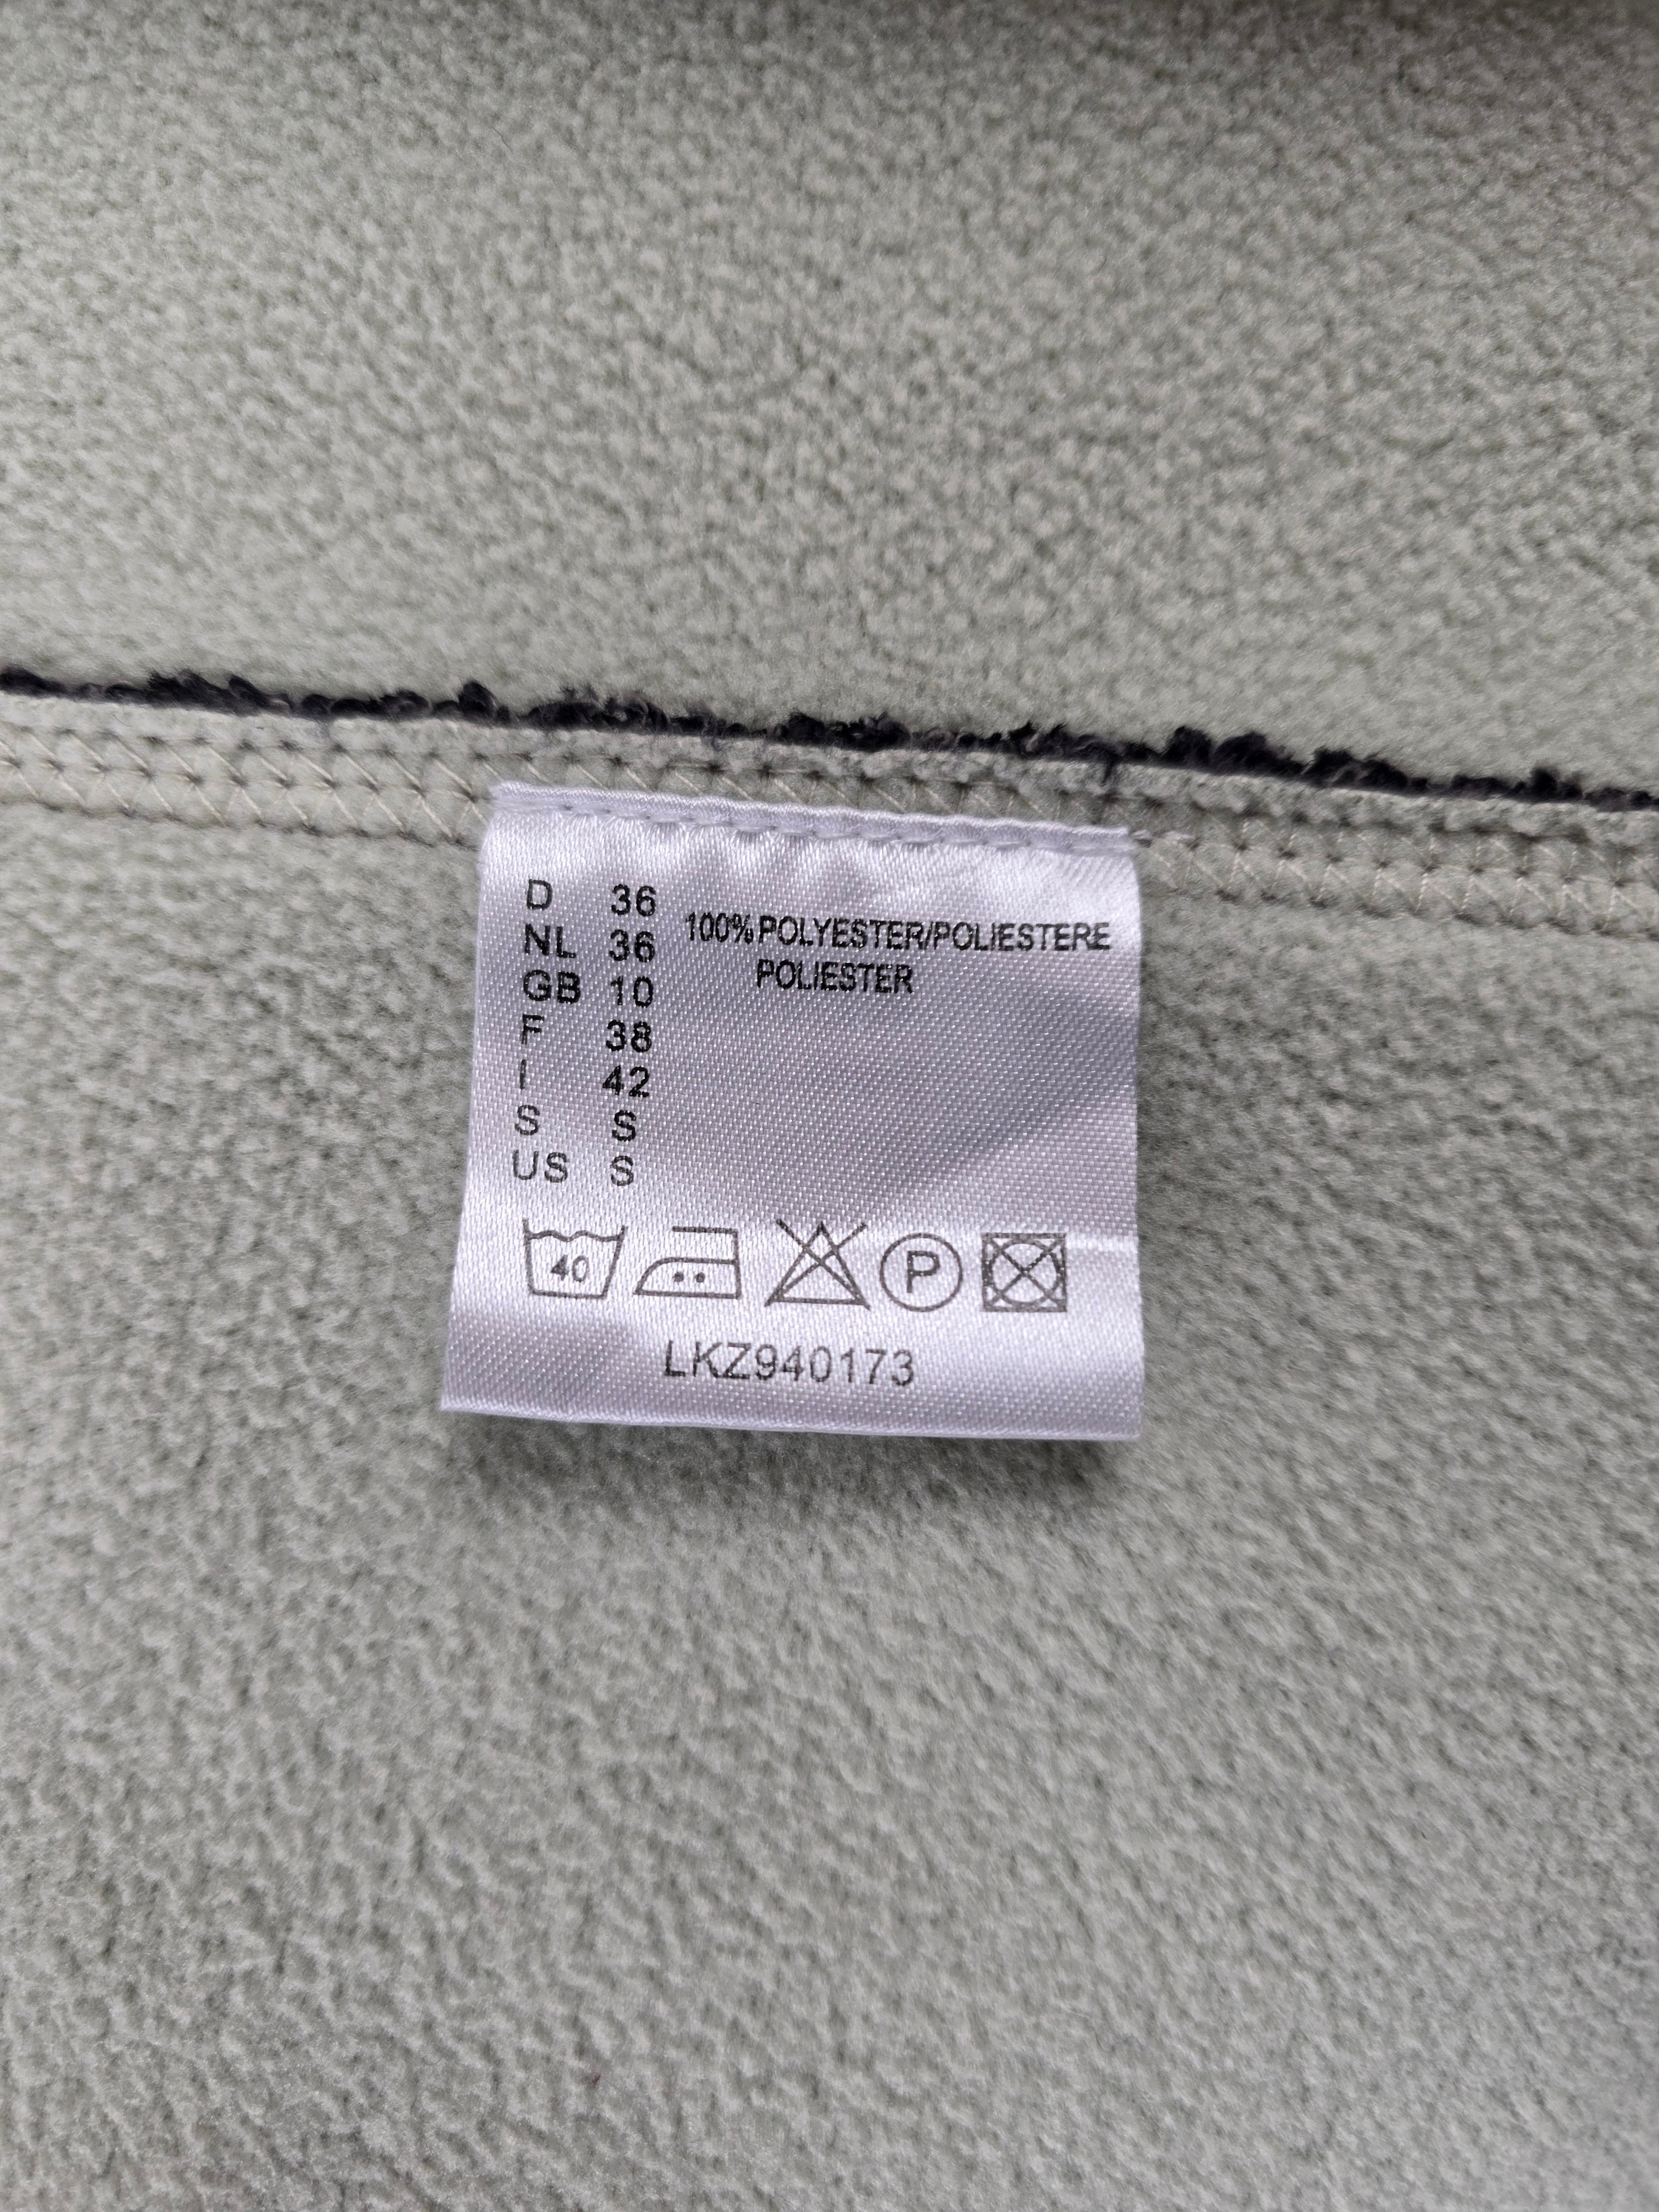 D 36
NL 36
GB 10
F 38
I 42
S S
US S
100% POLYESTER/POLIESTERE
POLIESTER
40 P
LKZ940173